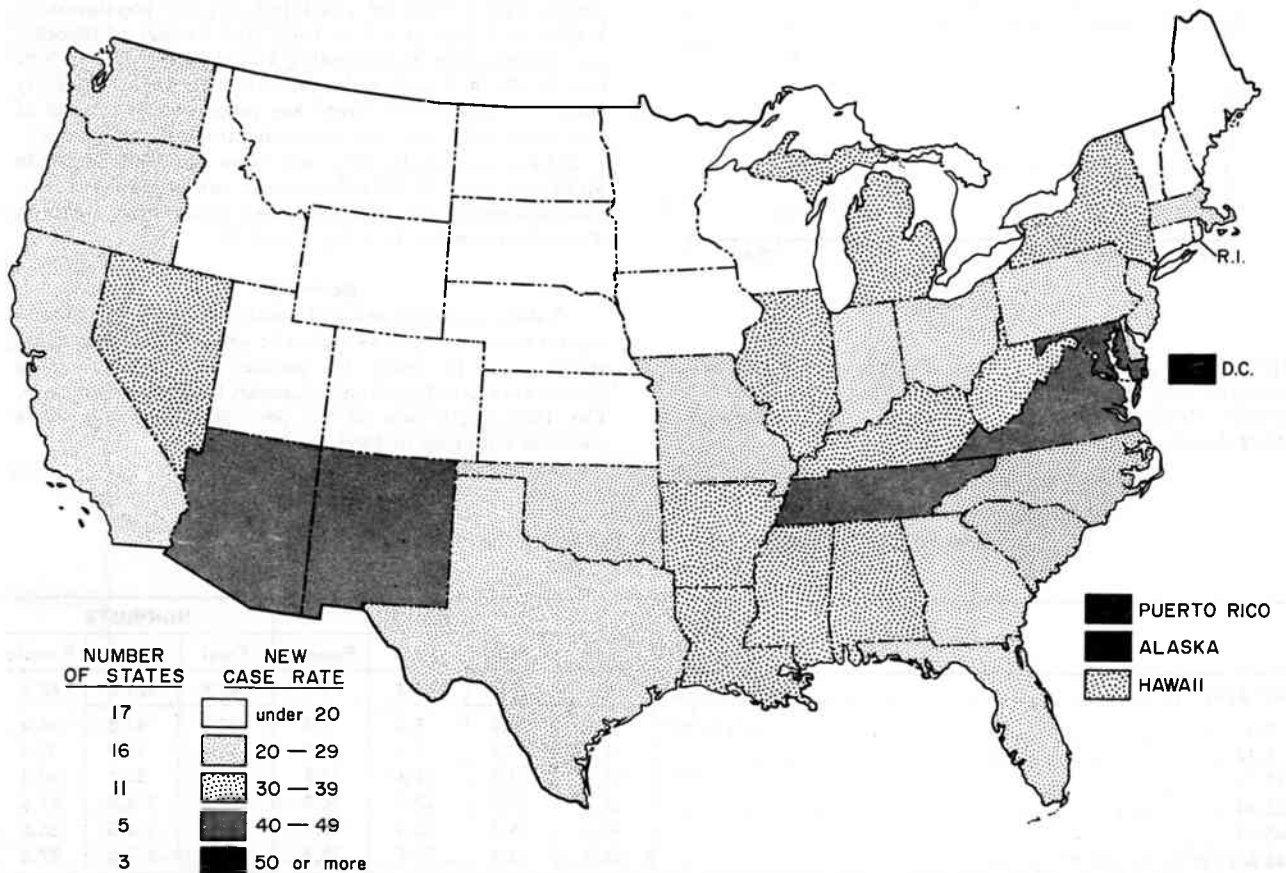 R.I.
D.C.
PUERTO RICO
ALASKA
HAWAII
NUMBER OF STATES
NEW CASE RATE
17 under 20
16 20 — 29
11 30 — 39
5 40 — 49
3 50 or more